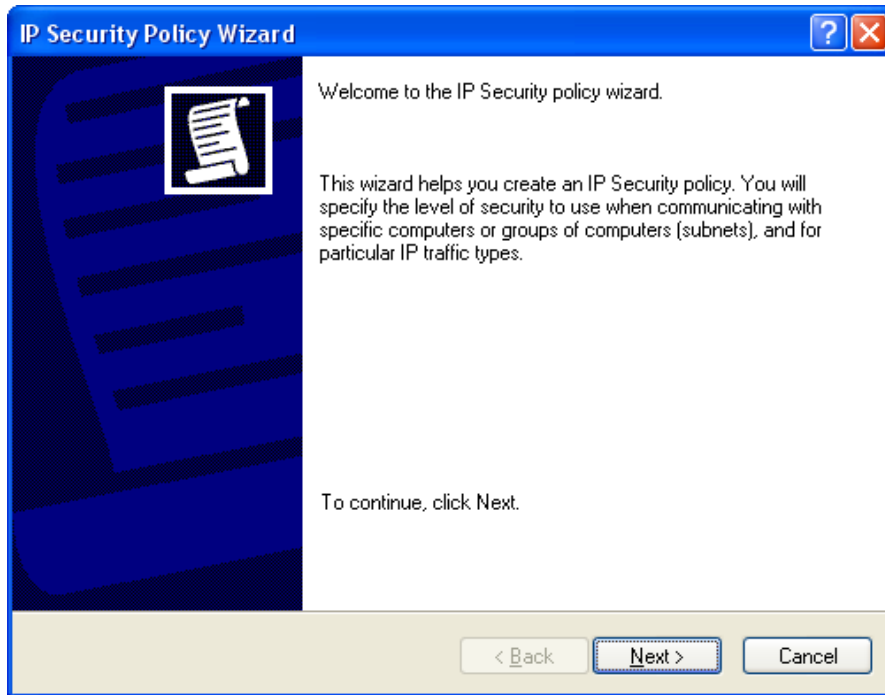 IP Security Policy Wizard
Welcome to the IP Security policy wizard.
This wizard helps you create an IP Security policy. You will
specify the level of security to use when communicating with
specific computers or groups of computers (subnets), and for
particular IP traffic types.
To continue, click Next.
< Back
Next >
Cancel